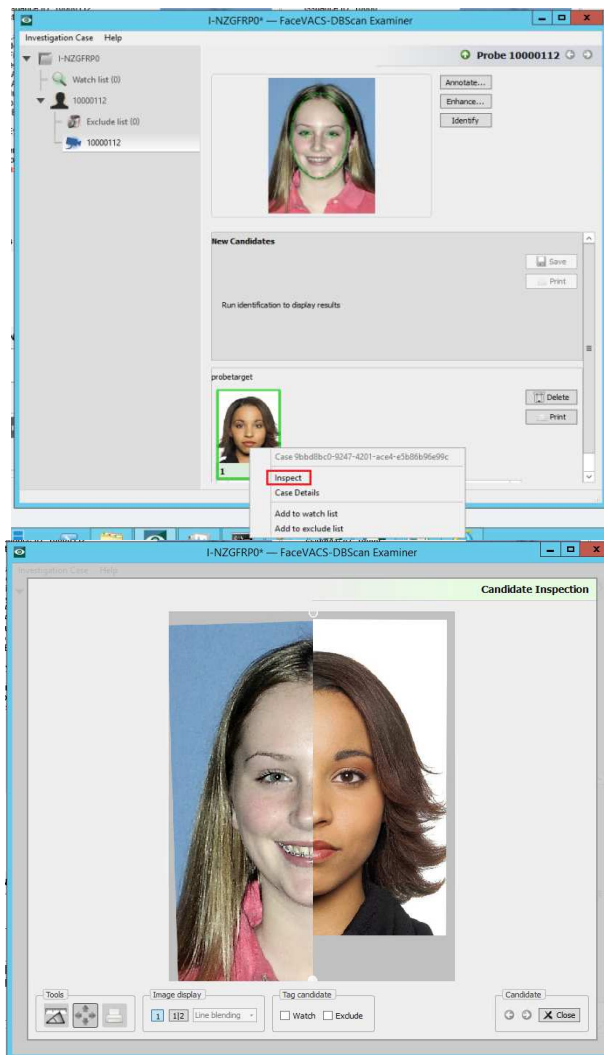 I-NZGFRP0* — FaceVACS-DBScan Examiner
Investigation Case Help
I-NZGFRP0
Probe 10000112
Watch list (0)
10000112
Exclude list (0)
10000112
Annotate...
Enhance...
Identify
New Candidates
Save
Print
Run identification to display results
probetarget
Delete
Print
1
Case 9bbd8bc0-9247-4201-ace4-e5b86b96e99c
Inspect
Case Details
Add to watch list
Add to exclude list
I-NZGFRP0* — FaceVACS-DBScan Examiner
Investigation Case Help
Candidate Inspection
Tools
Image display
Tag candidate
Candidate
1 1|2 Line blending
Watch Exclude
Close